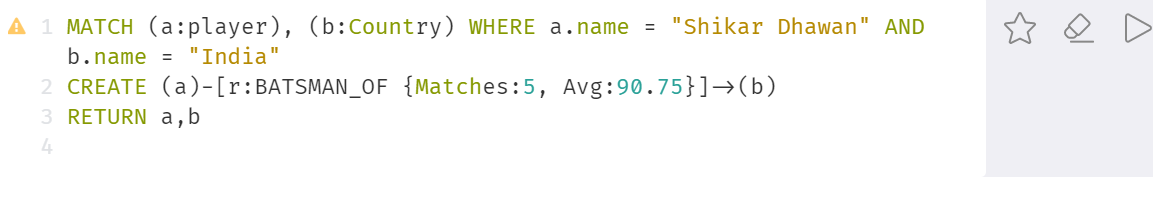 1 MATCH (a:player), (b:Country) WHERE a.name = "Shikar Dhawan" AND
b.name = "India"
2 CREATE (a)-[r:BATSMAN_OF {Matches:5, Avg:90.75}]->(b)
3 RETURN a,b
4